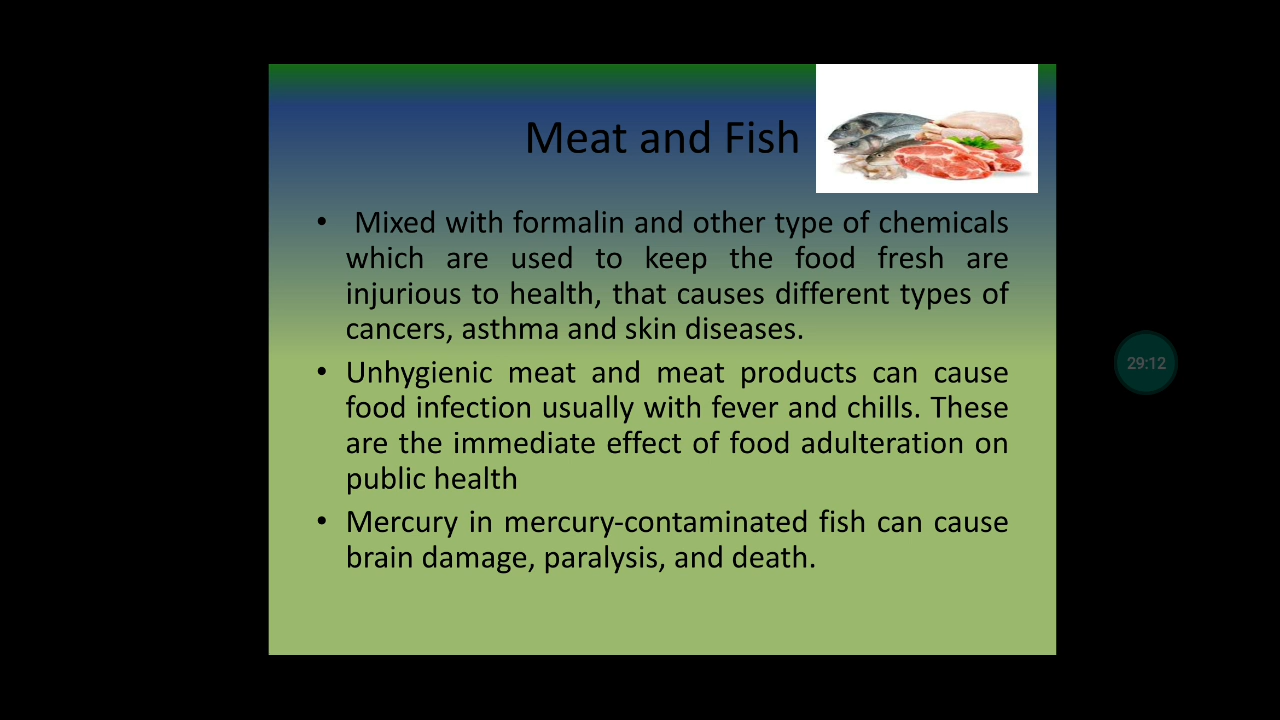 Meat and Fish
• Mixed with formalin and other type of chemicals
which are used to keep the food fresh are
injurious to health, that causes different types of
cancers, asthma and skin diseases.
• Unhygienic meat and meat products can cause
food infection usually with fever and chills. These
are the immediate effect of food adulteration on
public health
• Mercury in mercury-contaminated fish can cause
brain damage, paralysis, and death.
29:12